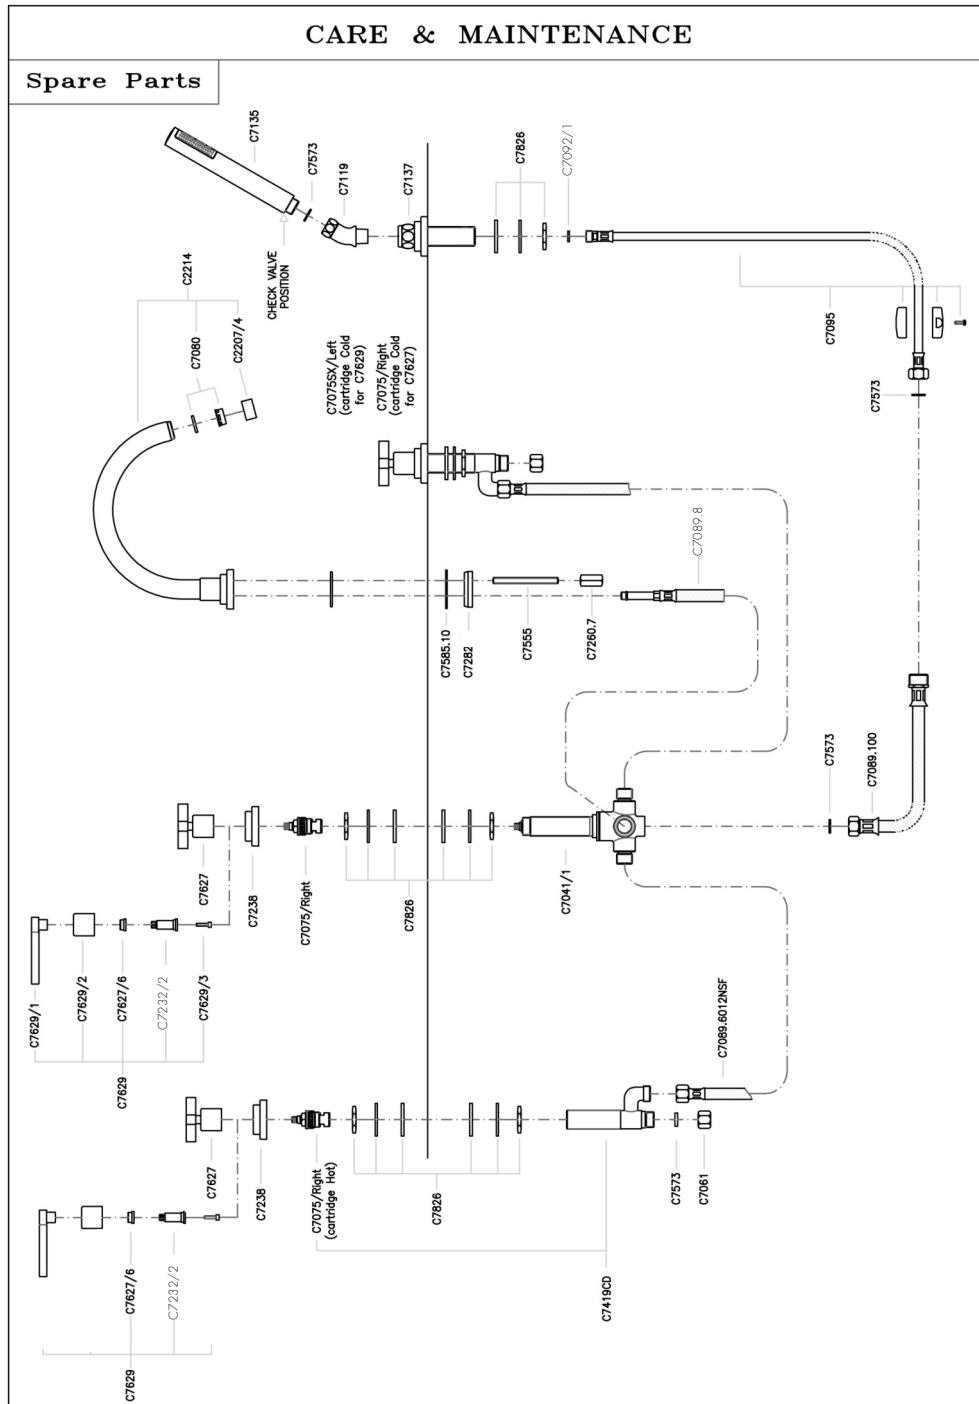 CARE & MAINTENANCE
Spare Parts
C7135
C7573
C7119
C7137
C7826
C7092/1
CHECK VALVE
POSITION
C2214
C7080
C2207/4
C7095
C7573
C7075SX/Left
(cartridge Cold
for C7629)
C7075/Right
(cartridge Cold
for C7627)
C7089.8
C7585.10
C7282
C7555
C7260.7
C7573
C7089.100
C7627
C7238
C7075/Right
C7826
C7041/1
C7629/1
C7629/2
C7627/6
C7232/2
C7629/3
C7629
C7089.6012NSF
C7627
C7238
C7075/Right
(cartridge Hot)
C7826
C7573
C7061
C7627/6
C7232/2
C7419CD
C7629